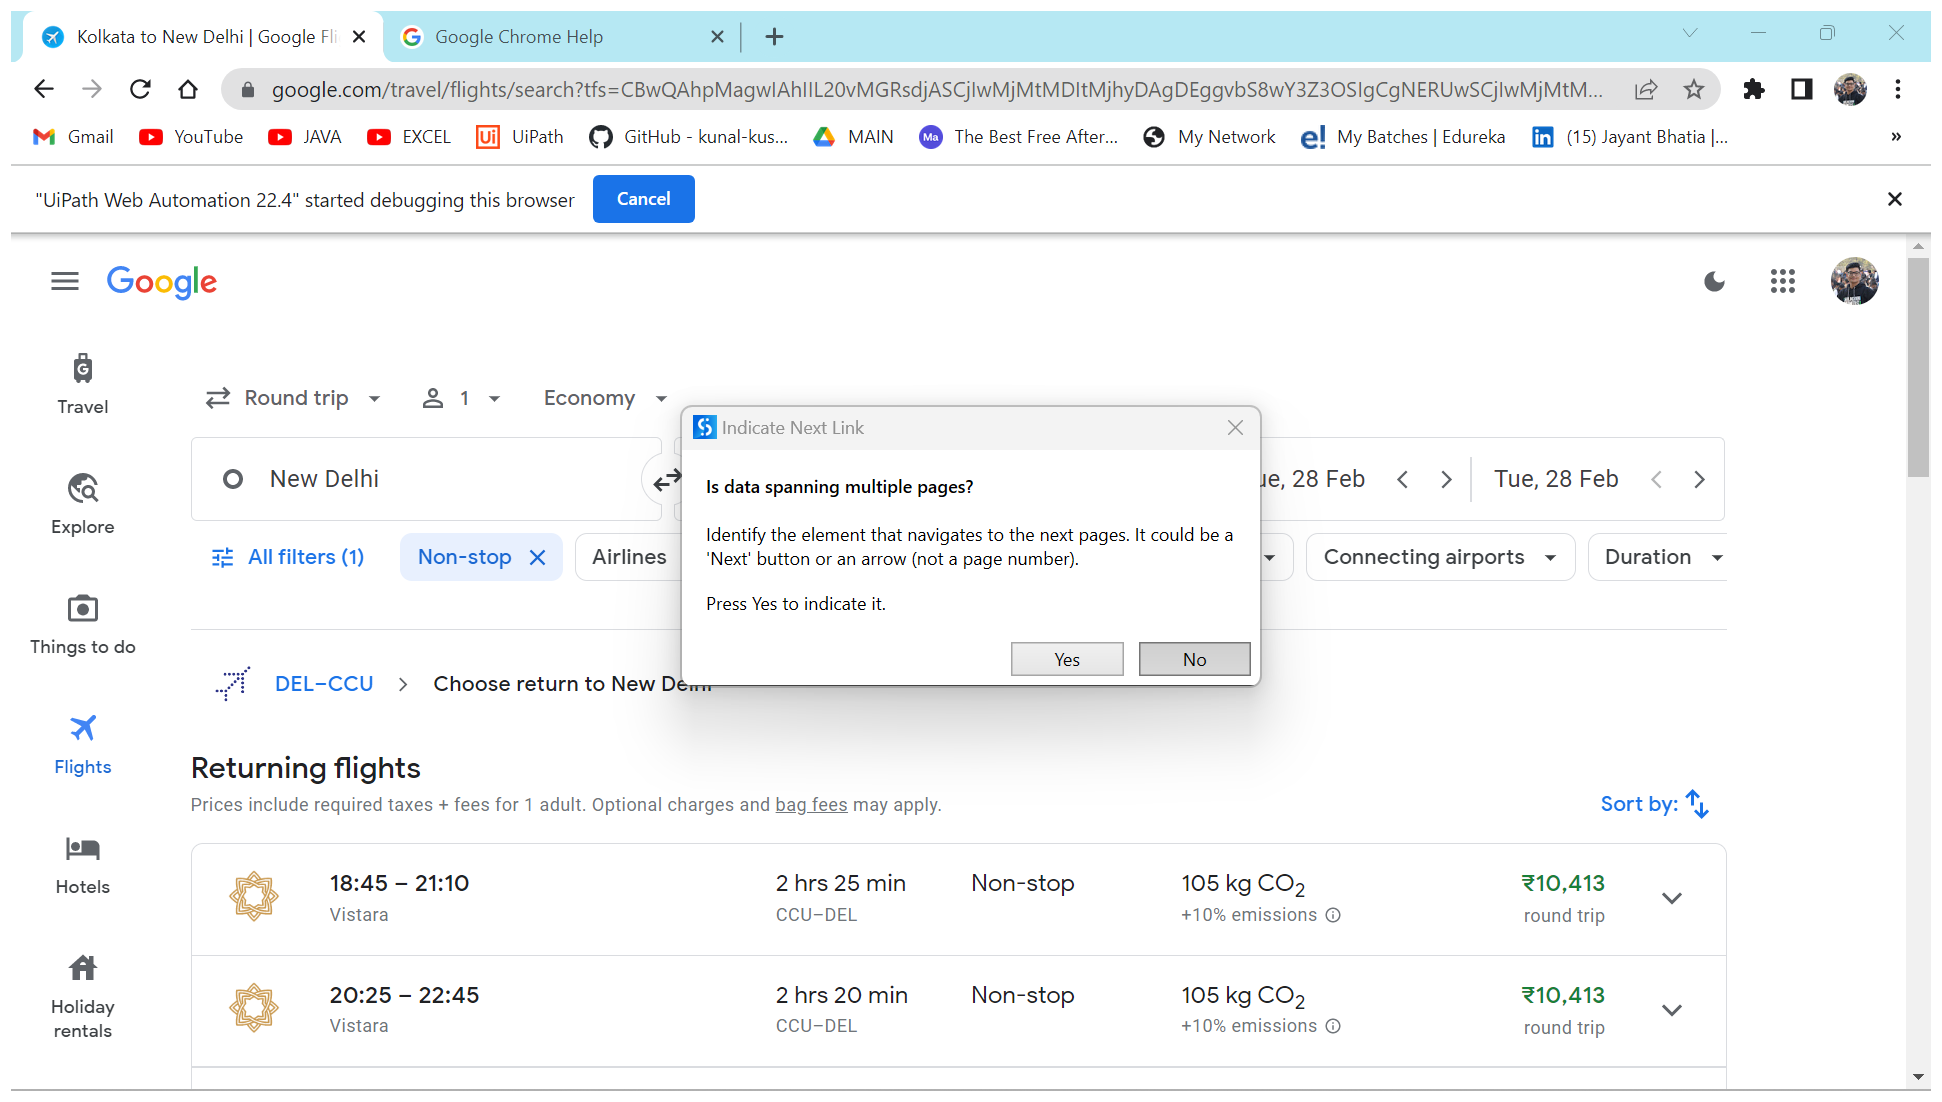 Kolkata to New Delhi | Google Fli
Google Chrome Help
google.com/travel/flights/search?tfs=CBwQAhpMagwIAhIIL20vMGRsdjASCjIwMjMtMDItMjhyDAgDEggvbS8wY3Z3OSIgCgNERUwSCjIwMjMtM...
Gmail
YouTube
JAVA
EXCEL
Ui UiPath
GitHub - kunal-kus...
MAIN
Ma The Best Free After...
My Network
e! My Batches | Edureka
in (15) Jayant Bhatia |...
»
"UiPath Web Automation 22.4" started debugging this browser
Cancel
Google
Travel
Explore
Things to do
Flights
Hotels
Holiday
rentals
Round trip
1
Economy
New Delhi
ue, 28 Feb
Tue, 28 Feb
All filters (1)
Non-stop
Airlines
Connecting airports
Duration
Indicate Next Link
Is data spanning multiple pages?
Identify the element that navigates to the next pages. It could be a
'Next' button or an arrow (not a page number).
Press Yes to indicate it.
Yes
No
DEL–CCU
Choose return to New Delhi
Returning flights
Prices include required taxes + fees for 1 adult. Optional charges and bag fees may apply.
Sort by:
18:45 – 21:10
Vistara
2 hrs 25 min
CCU–DEL
Non-stop
105 kg CO2
+10% emissions
₹10,413
round trip
20:25 – 22:45
Vistara
2 hrs 20 min
CCU–DEL
Non-stop
105 kg CO2
+10% emissions
₹10,413
round trip